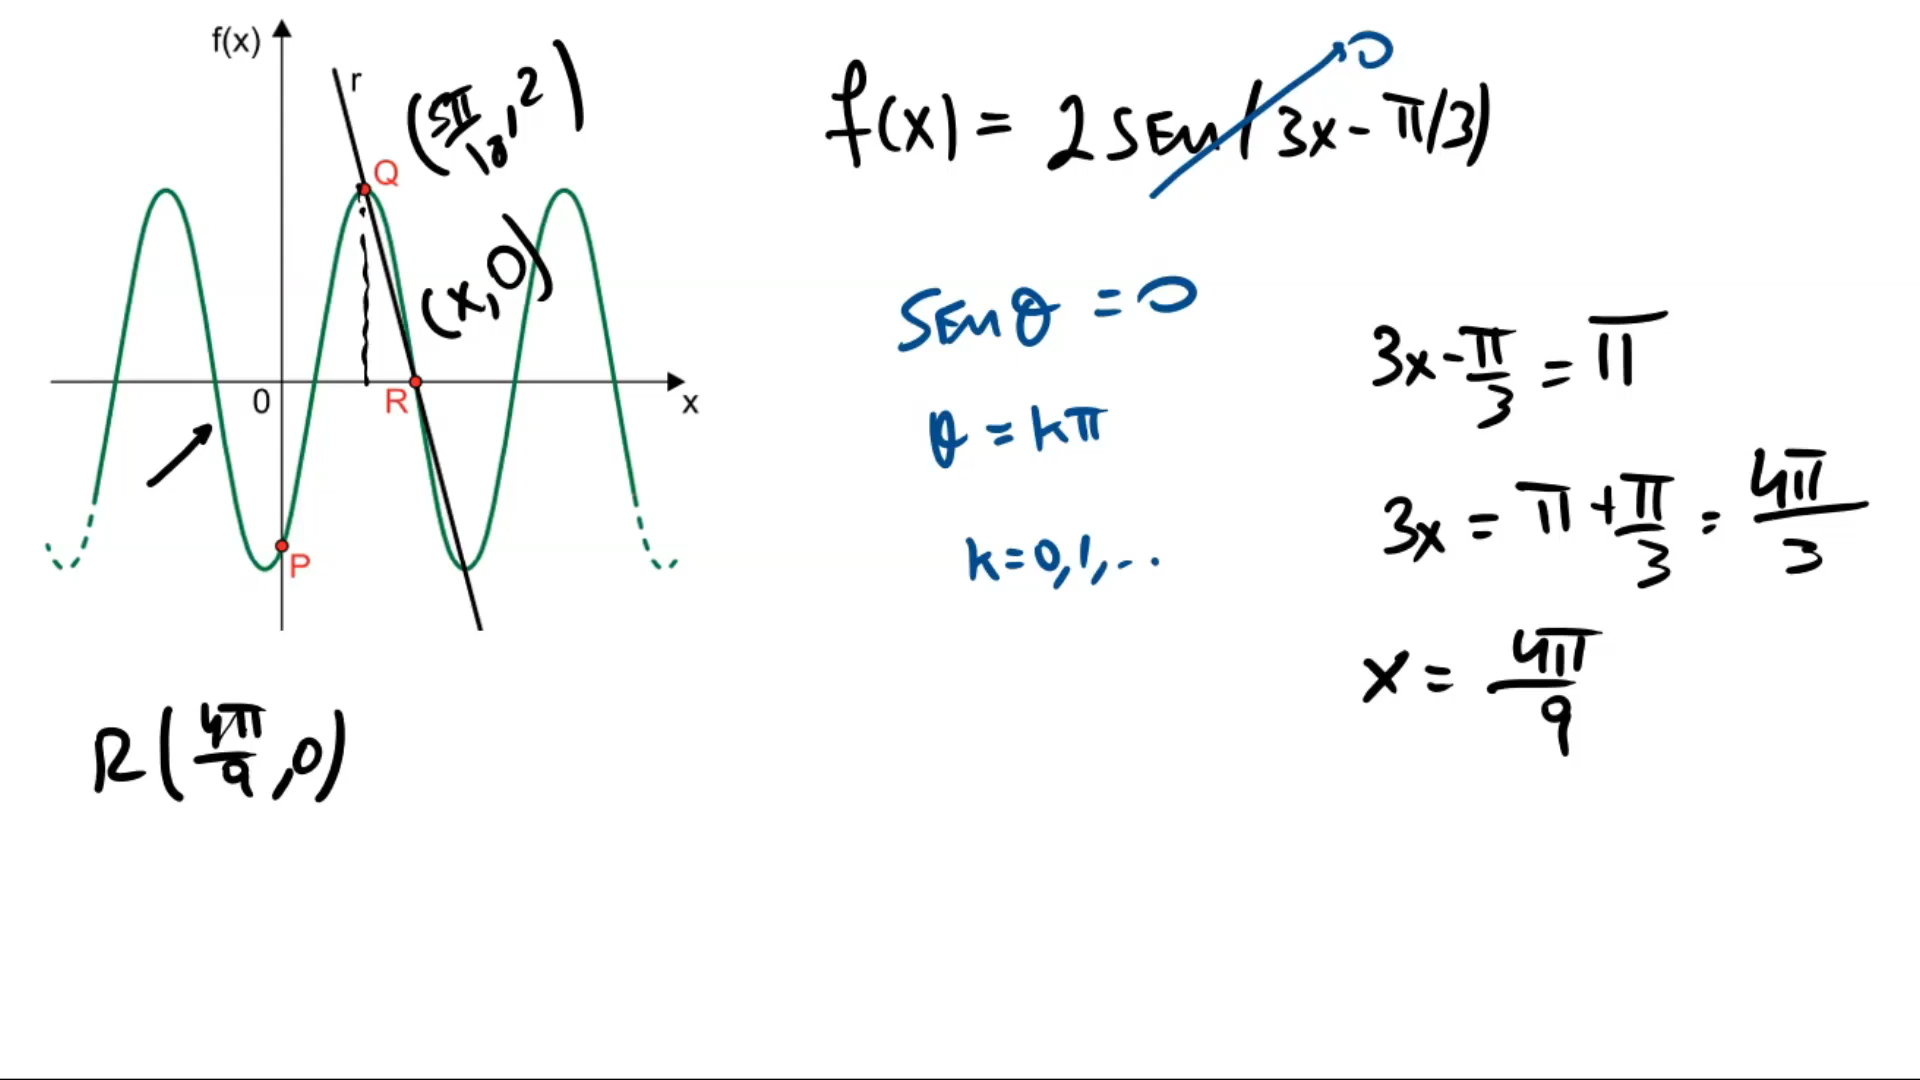 f(x)
r
(5π/18, 2)
Q
(x, 0)
0
R
x
P
R(4π/9, 0)
f(x) = 2 SEN(3x - π/3)
0
SEN θ = 0
θ = kπ
k = 0, 1, ...
3x - π/3 = π
3x = π + π/3 = 4π/3
x = 4π/9